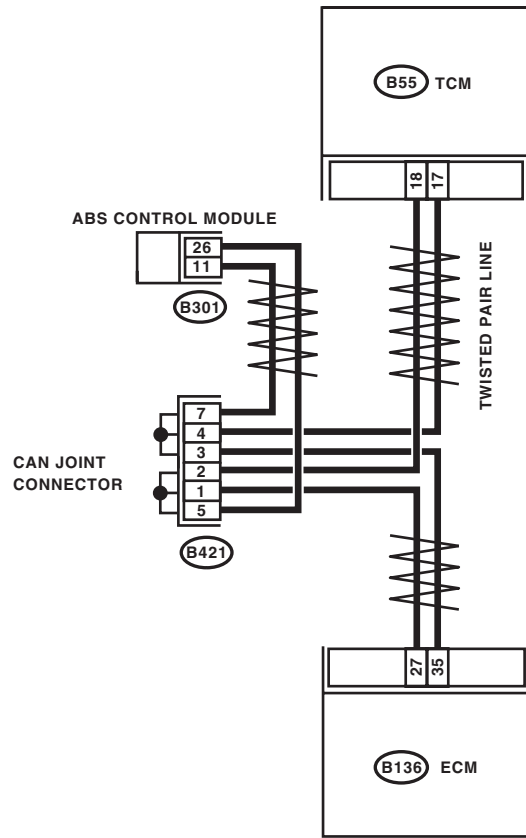 B55 TCM
18 17
ABS CONTROL MODULE
26
11
B301
TWISTED PAIR LINE
7
4
3
2
1
5
CAN JOINT
CONNECTOR
B421
27 35
B136 ECM